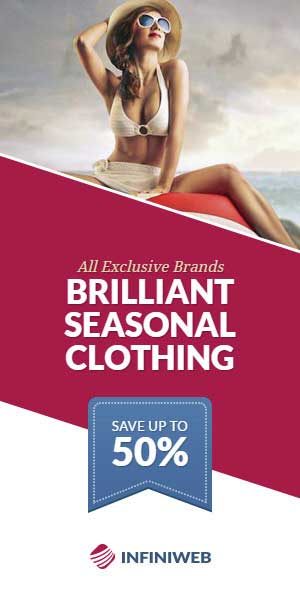 All Exclusive Brands
BRILLIANT
SEASONAL
CLOTHING
SAVE UP TO
50%
INFINIWEB